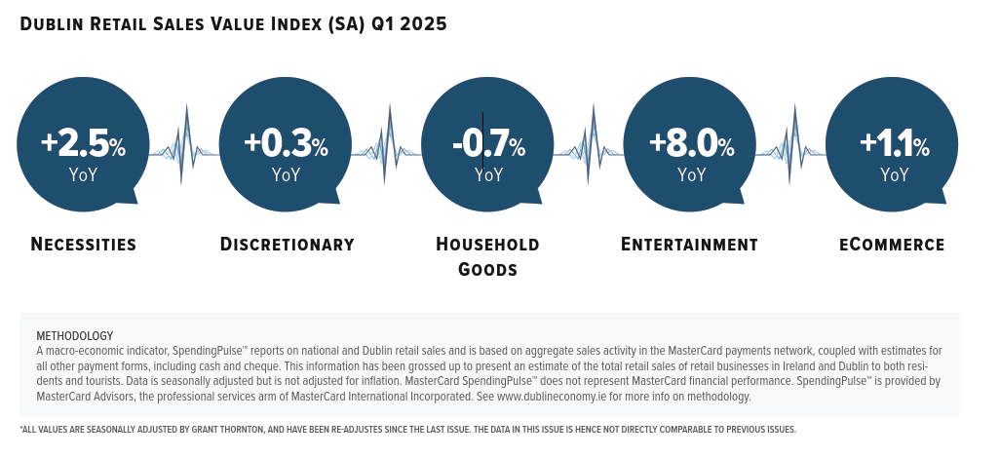 DUBLIN RETAIL SALES VALUE INDEX (SA) Q1 2025
+2.5%
YoY
+0.3%
YoY
-0.7%
YoY
+8.0%
YoY
+1.1%
YoY
NECESSITIES
DISCRETIONARY
HOUSEHOLD
GOODS
ENTERTAINMENT
eCOMMERCE
METHODOLOGY
A macro-economic indicator, SpendingPulse™ reports on national and Dublin retail sales and is based on aggregate sales activity in the MasterCard payments network, coupled with estimates for
all other payment forms, including cash and cheque. This information has been grossed up to present an estimate of the total retail sales of retail businesses in Ireland and Dublin to both resi-
dents and tourists. Data is seasonally adjusted but is not adjusted for inflation. MasterCard SpendingPulse™ does not represent MasterCard financial performance. SpendingPulse™ is provided by
MasterCard Advisors, the professional services arm of MasterCard International Incorporated. See www.dublineconomy.ie for more info on methodology.
*ALL VALUES ARE SEASONALLY ADJUSTED BY GRANT THORNTON, AND HAVE BEEN RE-ADJUSTES SINCE THE LAST ISSUE. THE DATA IN THIS ISSUE IS HENCE NOT DIRECTLY COMPARABLE TO PREVIOUS ISSUES.